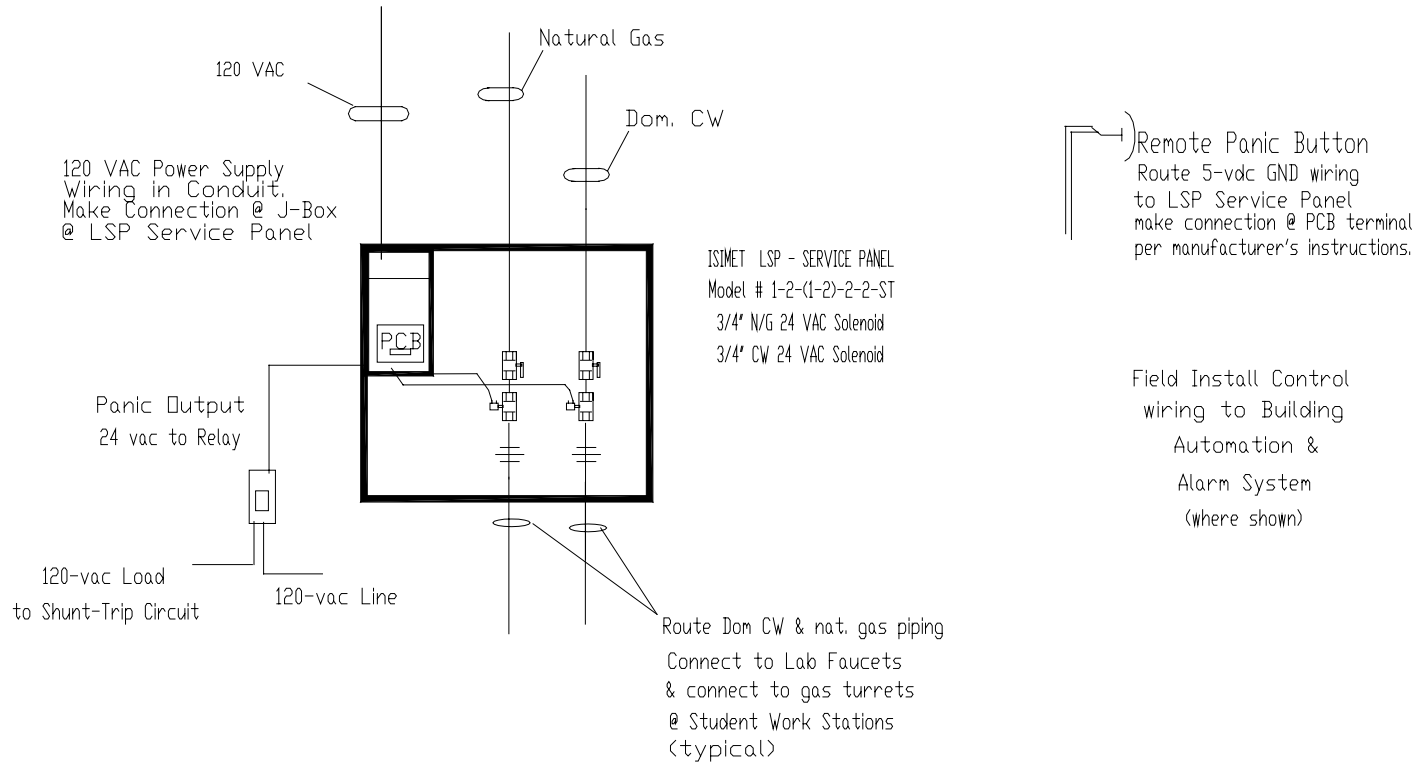 Natural Gas
120 VAC
Dom. CW
120 VAC Power Supply
Wiring in Conduit.
Make Connection @ J-Box
@ LSP Service Panel
Remote Panic Button
Route 5-vdc GND wiring
to LSP Service Panel
make connection @ PCB terminal
per manufacturer's instructions.
ISIMET LSP - SERVICE PANEL
Model # 1-2-(1-2)-2-2-ST
3/4" N/G 24 VAC Solenoid
3/4" CW 24 VAC Solenoid
PCB
Panic Output
24 vac to Relay
Field Install Control
wiring to Building
Automation &
Alarm System
(where shown)
120-vac Load
to Shunt-Trip Circuit
120-vac Line
Route Dom CW & nat. gas piping
Connect to Lab Faucets
& connect to gas turrets
@ Student Work Stations
(typical)